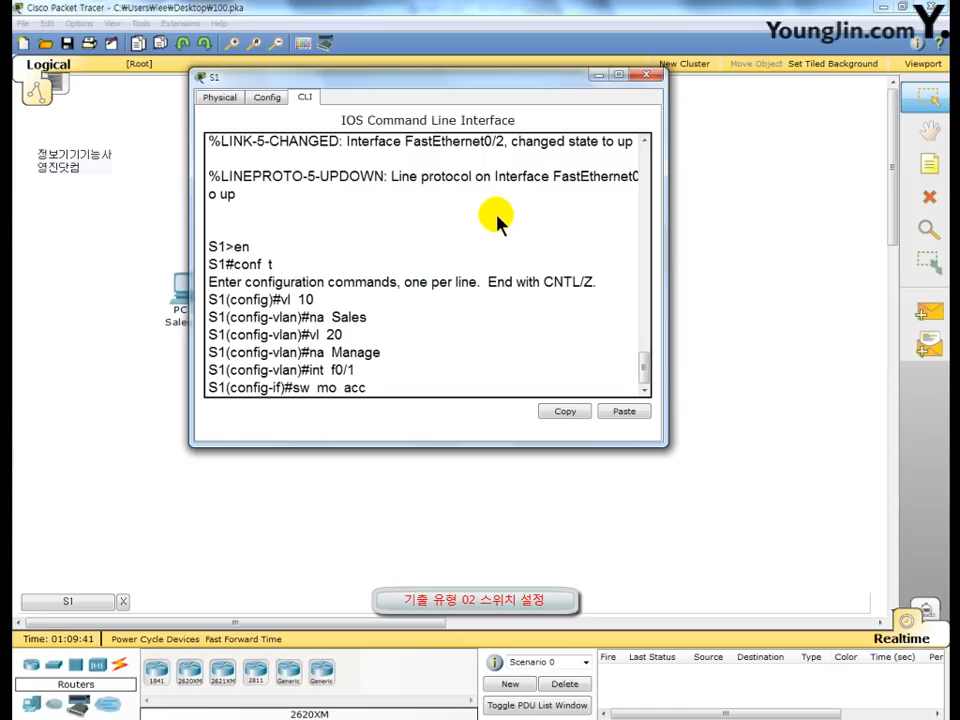 Cisco Packet Tracer - C:₩Users₩lee₩Desktop₩100.pka
File Edit Options View Tools Extensions Help
YoungJin.com Y.
Logical
[Root]
New Cluster
Move Object
Set Tiled Background
Viewport
S1
Physical
Config
CLI
IOS Command Line Interface
%LINK-5-CHANGED: Interface FastEthernet0/2, changed state to up
%LINEPROTO-5-UPDOWN: Line protocol on Interface FastEthernet0
o up
S1>en
S1#conf t
Enter configuration commands, one per line.  End with CNTL/Z.
S1(config)#vl 10
S1(config-vlan)#na Sales
S1(config-vlan)#vl 20
S1(config-vlan)#na Manage
S1(config-vlan)#int f0/1
S1(config-if)#sw mo acc
Copy
Paste
정보기기기능사
영진닷컴
PC
Sales
S1
X
기출 유형 02 스위치 설정
Time: 01:09:41
Power Cycle Devices
Fast Forward Time
Realtime
Routers
1841
2620XM
2621XM
2811
Generic
Generic
2620XM
Scenario 0
New
Delete
Toggle PDU List Window
Fire
Last Status
Source
Destination
Type
Color
Time (sec)
Per